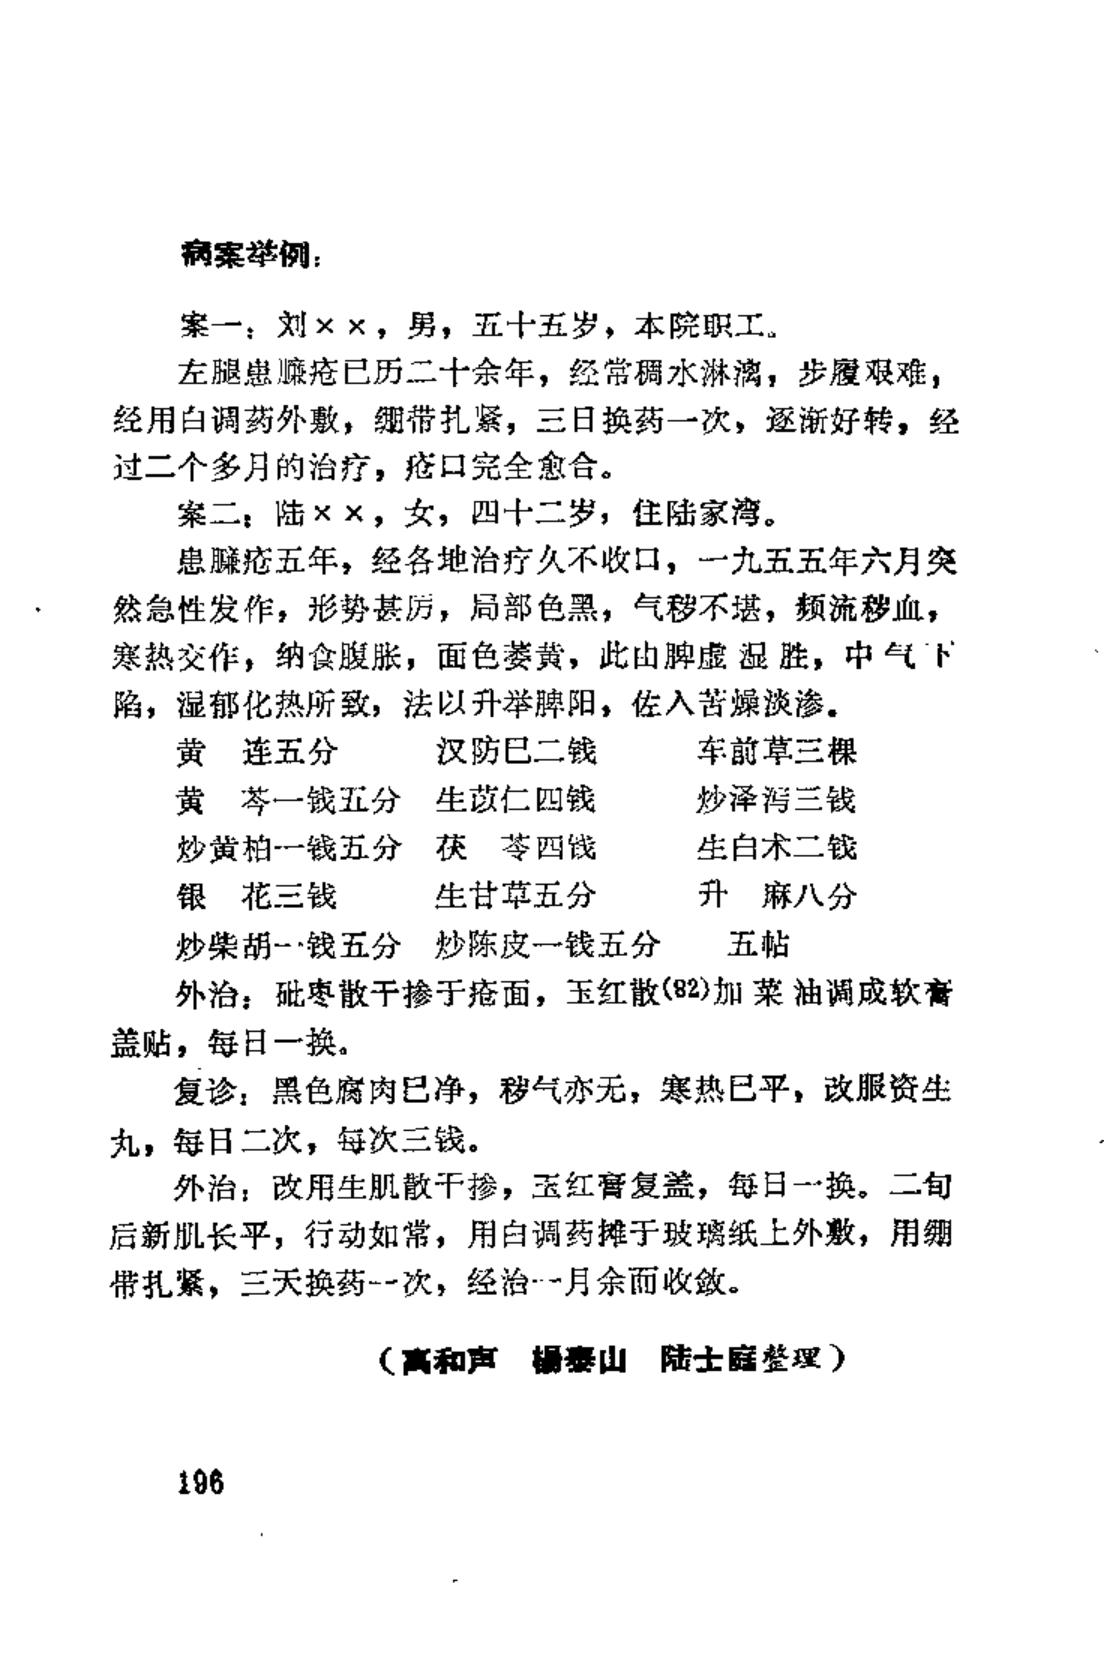 病案举例：
案一：刘××，男，五十五岁，本院职工。
左腿患臁疮已历二十余年，经常稠水淋漓，步履艰难，
经用白调药外敷，绷带扎紧，三日换药一次，逐渐好转，经
过二个多月的治疗，疮口完全愈合。
案二：陆××，女，四十二岁，住陆家湾。
患臁疮五年，经各地治疗久不收口，一九五五年六月突
然急性发作，形势甚厉，局部色黑，气秽不堪，频流秽血，
寒热交作，纳食腹胀，面色萎黄，此由脾虚湿胜，中气下
陷，湿郁化热所致，法以升举脾阳，佐入苦燥淡渗。
黄　连五分　汉防已二钱　车前草三棵
黄　芩一钱五分　生苡仁四钱　炒泽泻三钱
炒黄柏一钱五分　茯　苓四钱　生白术二钱
银　花三钱　生甘草五分　升　麻八分
炒柴胡一钱五分　炒陈皮一钱五分　五帖
外治：砒枣散干掺于疮面，玉红散(82)加菜油调成软膏
盖贴，每日一换。
复诊：黑色腐肉已净，秽气亦无，寒热已平，改服资生
丸，每日二次，每次三钱。
外治：改用生肌散干掺，玉红膏复盖，每日一换。二旬
后新肌长平，行动如常，用白调药摊于玻璃纸上外敷，用绷
带扎紧，三天换药一次，经治一月余而收敛。
（高和声　杨泰山　陆士庭整理）
196